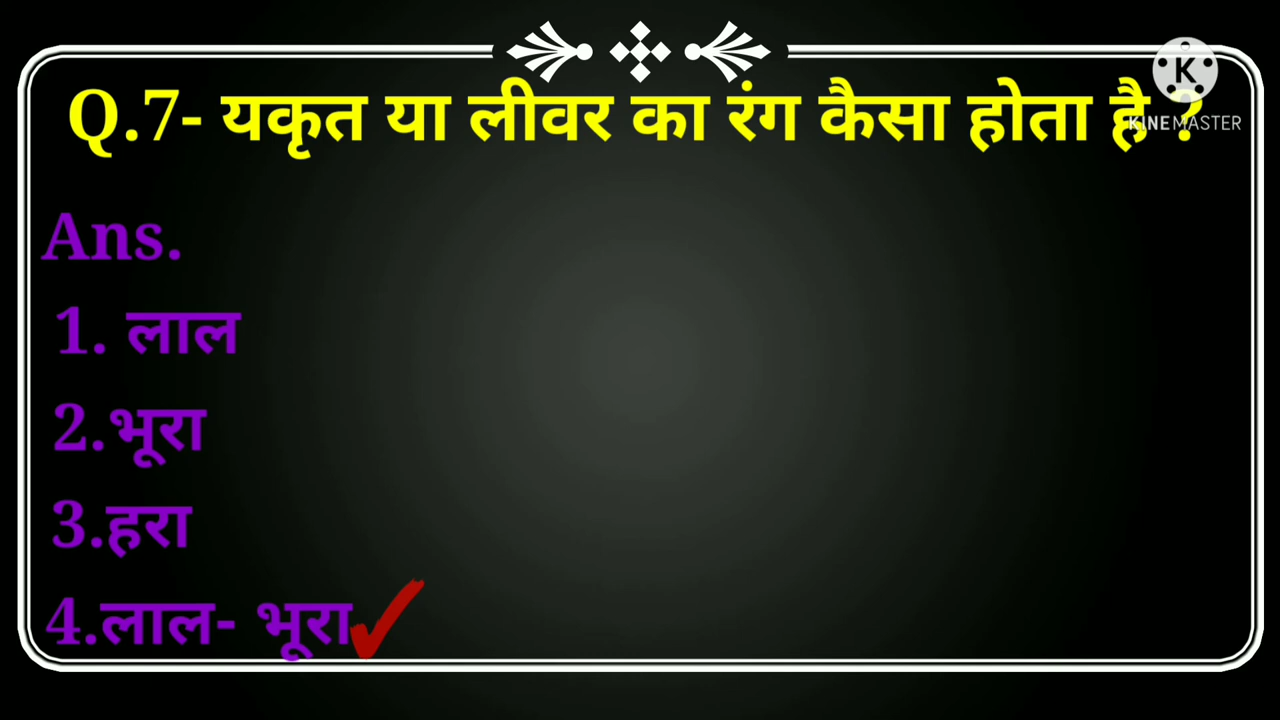 Q.7- यकृत या लीवर का रंग कैसा होता है ?
K
KINEMASTER
Ans.
1. लाल
2.भूरा
3.हरा
4.लाल- भूरा